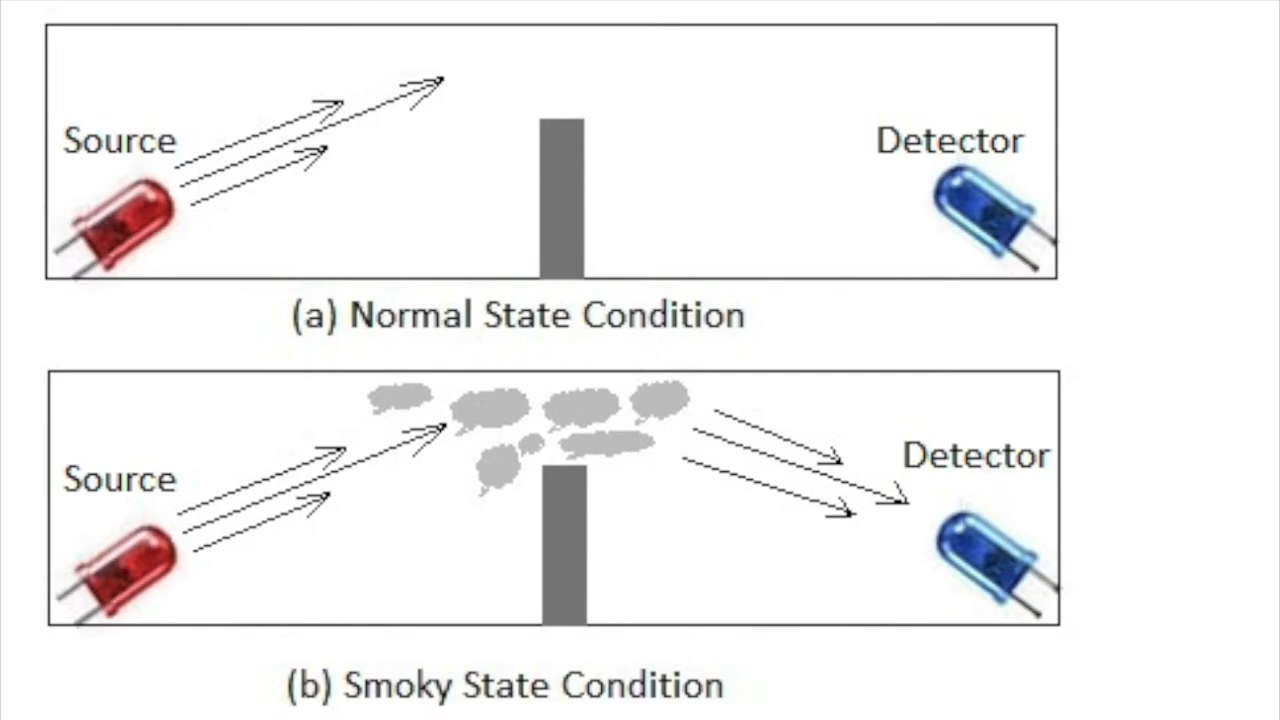 Source
Detector
(a) Normal State Condition
Source
Detector
(b) Smoky State Condition